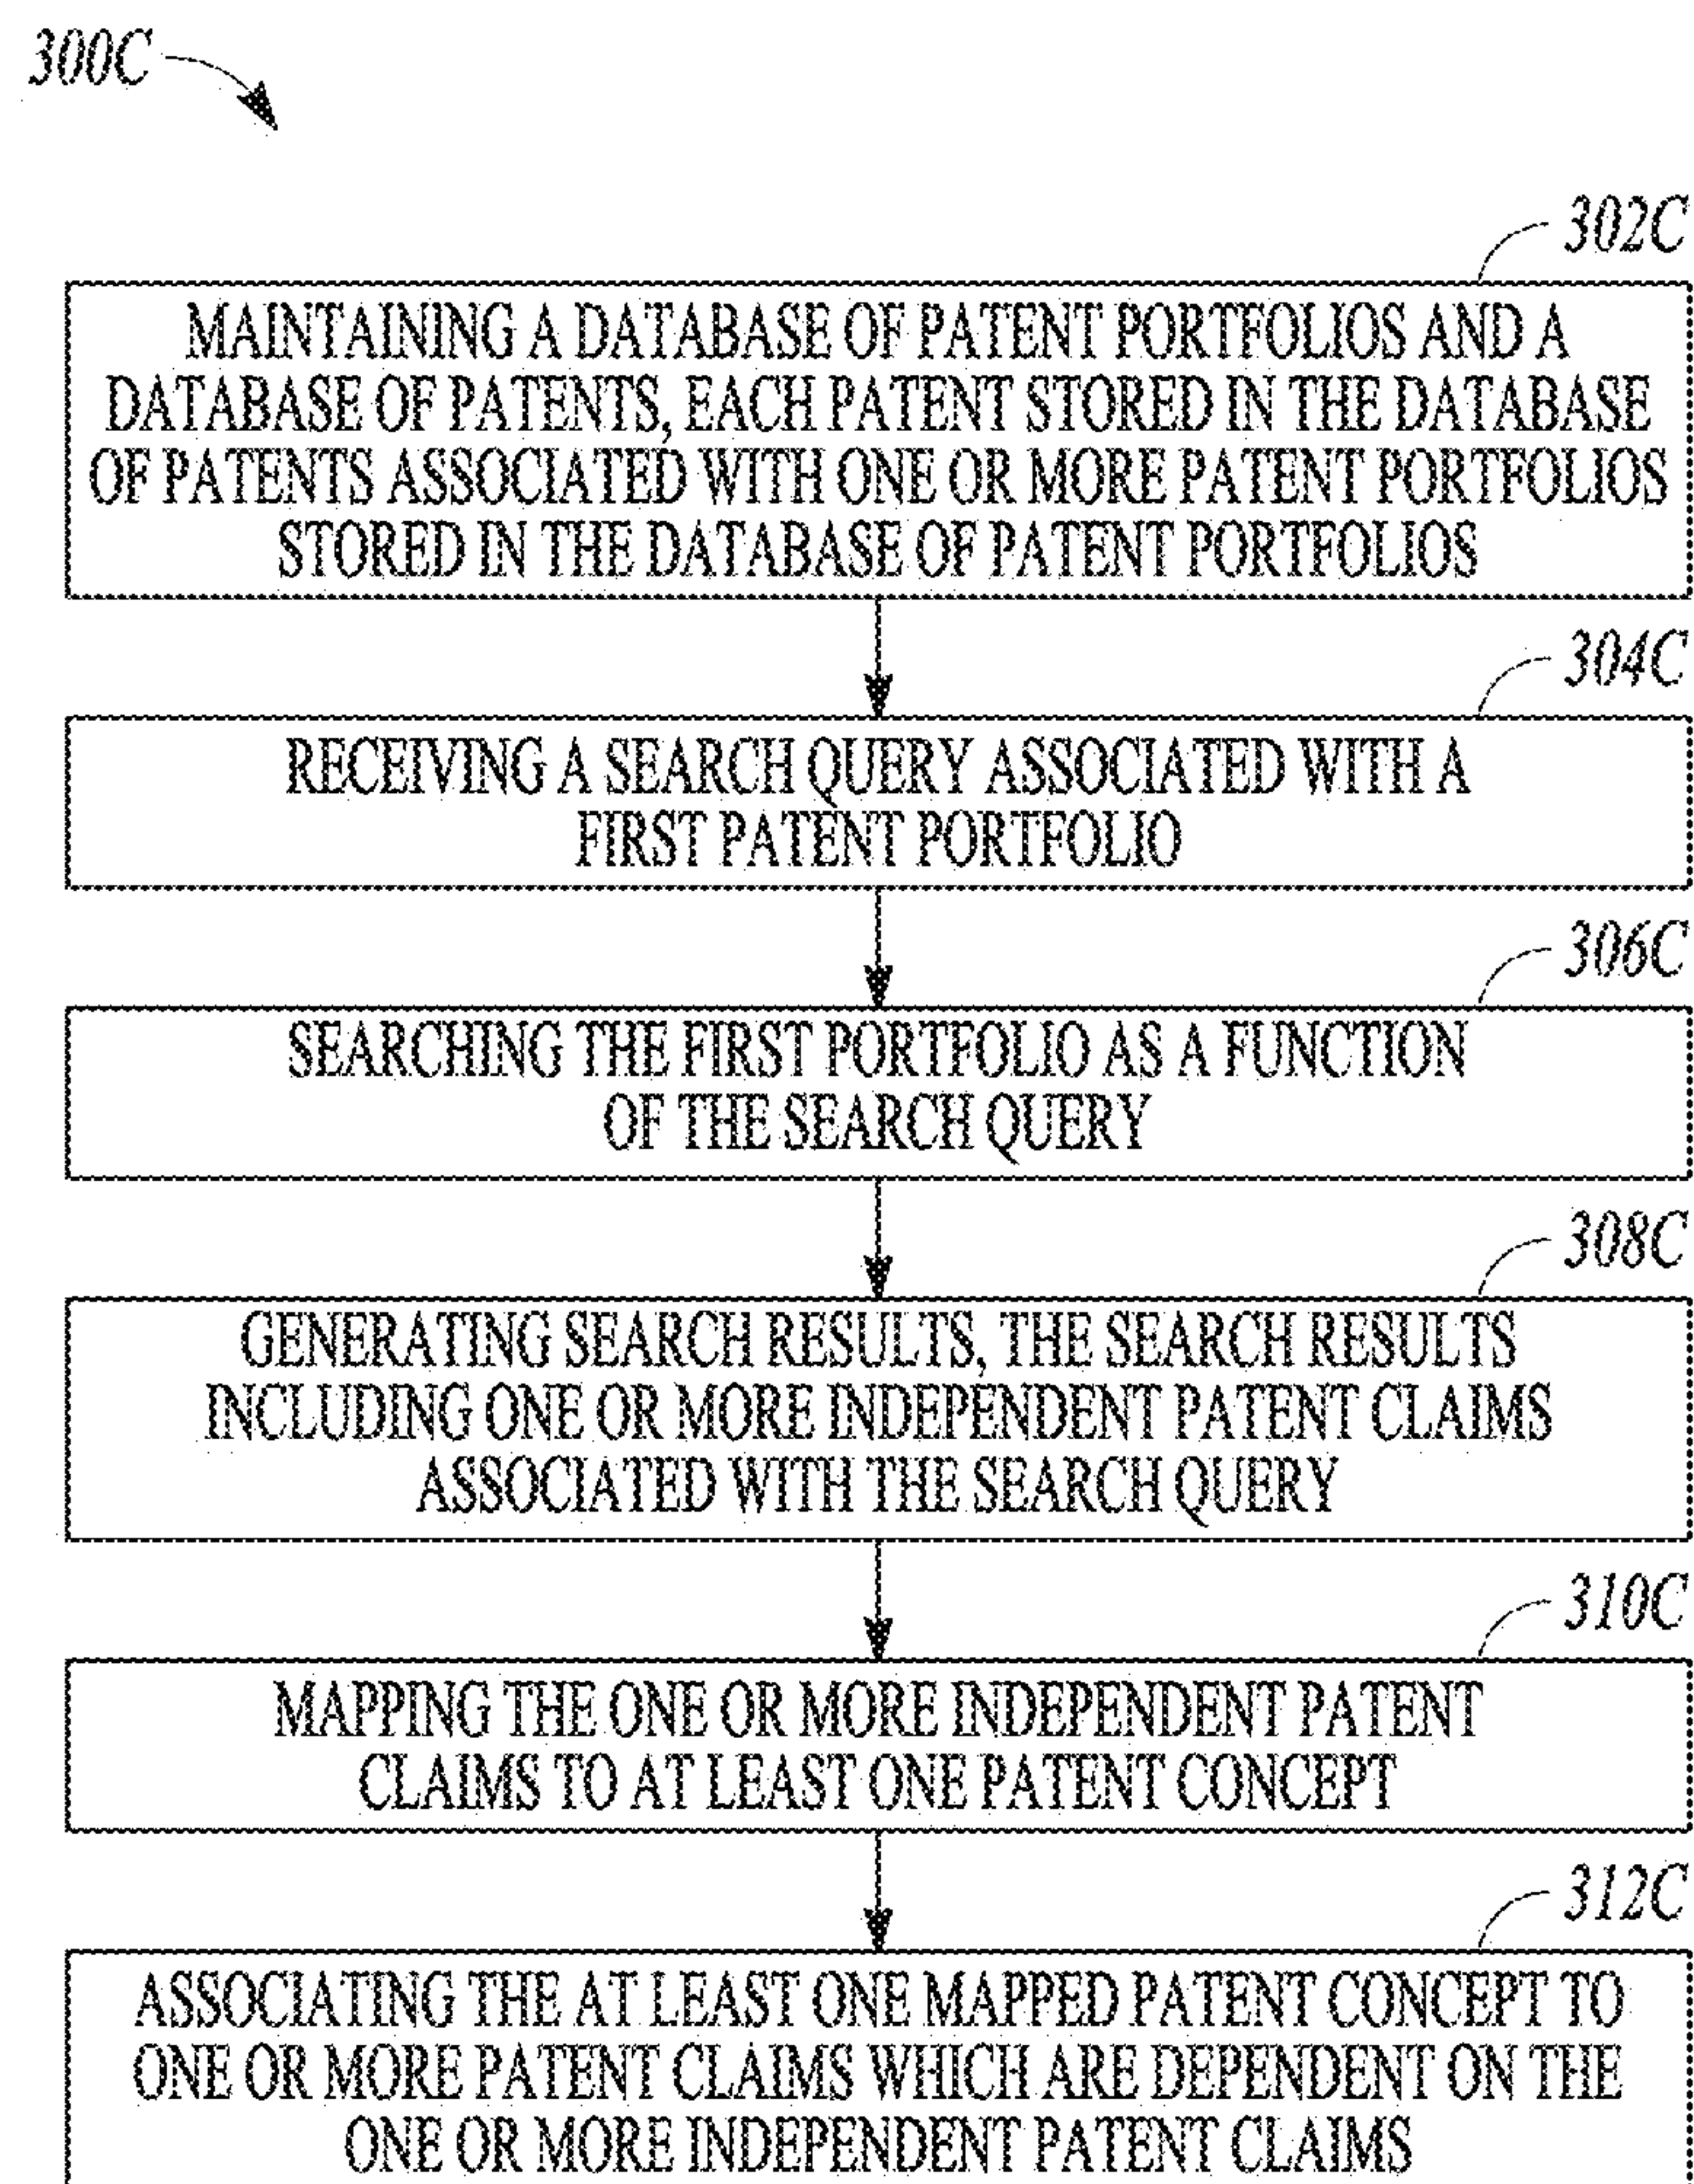 300C
302C
MAINTAINING A DATABASE OF PATENT PORTFOLIOS AND A
DATABASE OF PATENTS, EACH PATENT STORED IN THE DATABASE
OF PATENTS ASSOCIATED WITH ONE OR MORE PATENT PORTFOLIOS
STORED IN THE DATABASE OF PATENT PORTFOLIOS
304C
RECEIVING A SEARCH QUERY ASSOCIATED WITH A
FIRST PATENT PORTFOLIO
306C
SEARCHING THE FIRST PORTFOLIO AS A FUNCTION
OF THE SEARCH QUERY
308C
GENERATING SEARCH RESULTS, THE SEARCH RESULTS
INCLUDING ONE OR MORE INDEPENDENT PATENT CLAIMS
ASSOCIATED WITH THE SEARCH QUERY
310C
MAPPING THE ONE OR MORE INDEPENDENT PATENT
CLAIMS TO AT LEAST ONE PATENT CONCEPT
312C
ASSOCIATING THE AT LEAST ONE MAPPED PATENT CONCEPT TO
ONE OR MORE PATENT CLAIMS WHICH ARE DEPENDENT ON THE
ONE OR MORE INDEPENDENT PATENT CLAIMS